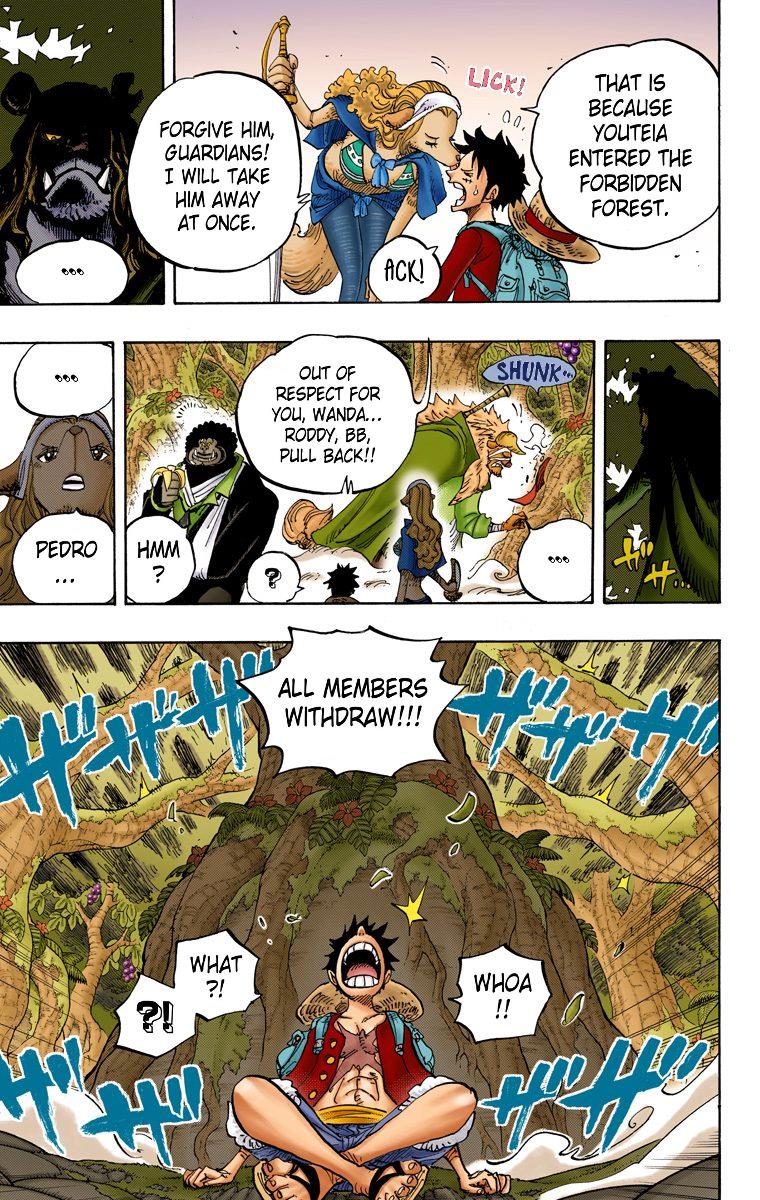 THAT IS
BECAUSE
YOUTEIA
ENTERED THE
FORBIDDEN
FOREST.
LICK!
ACK!
FORGIVE HIM,
GUARDIANS!
I WILL TAKE
HIM AWAY
AT ONCE.
...
ザザ...
SHUNK...
...
OUT OF
RESPECT FOR
YOU, WANDA...
RODDY, BB,
PULL BACK!!
?
HMM
?
...
PEDRO
...
ALL MEMBERS
WITHDRAW!!!
ザザザ
ザザザ
WHOA
!!
WHAT
?!
?!
ザザ
ザザ